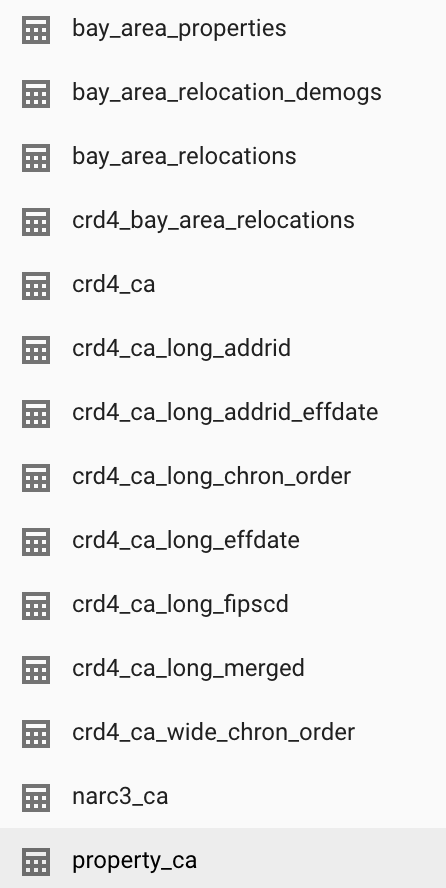 bay_area_properties
bay_area_relocation_demogs
bay_area_relocations
crd4_bay_area_relocations
crd4_ca
crd4_ca_long_addrid
crd4_ca_long_addrid_effdate
crd4_ca_long_chron_order
crd4_ca_long_effdate
crd4_ca_long_fipscd
crd4_ca_long_merged
crd4_ca_wide_chron_order
narc3_ca
property_ca